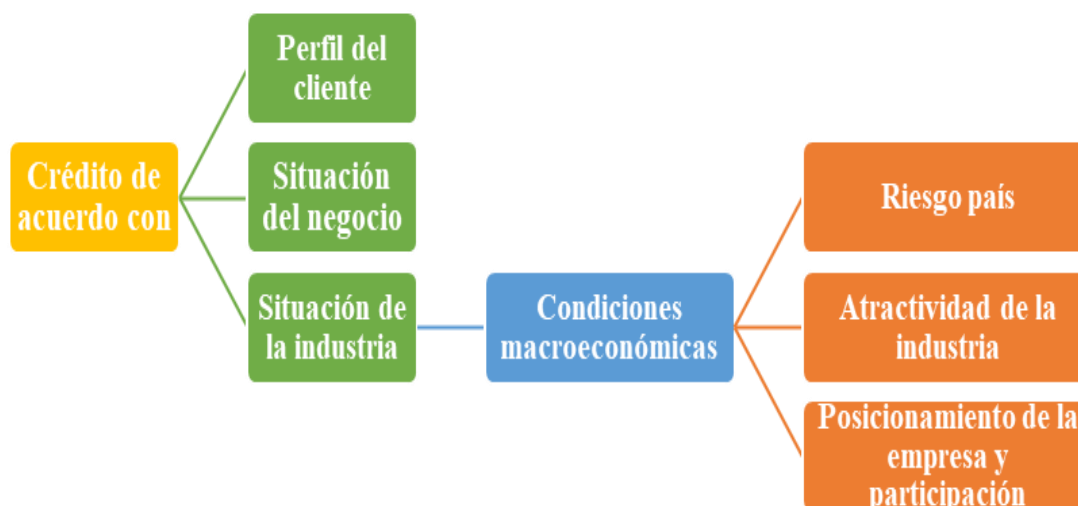 Crédito de
acuerdo con
Perfil del
cliente
Situación
del negocio
Situación de
la industria
Condiciones
macroeconómicas
Riesgo país
Atractividad de la
industria
Posicionamiento de la
empresa y
participación